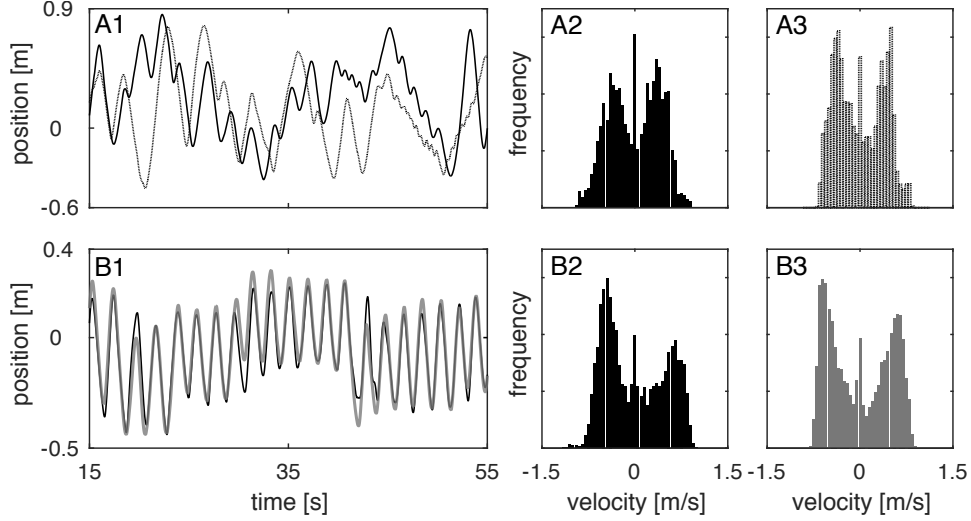 A1
A2
A3
0.9
0
-0.6
position [m]
frequency
B1
B2
B3
0.4
0
-0.5
position [m]
frequency
15
35
55
-1.5
0
1.5
-1.5
0
1.5
time [s]
velocity [m/s]
velocity [m/s]